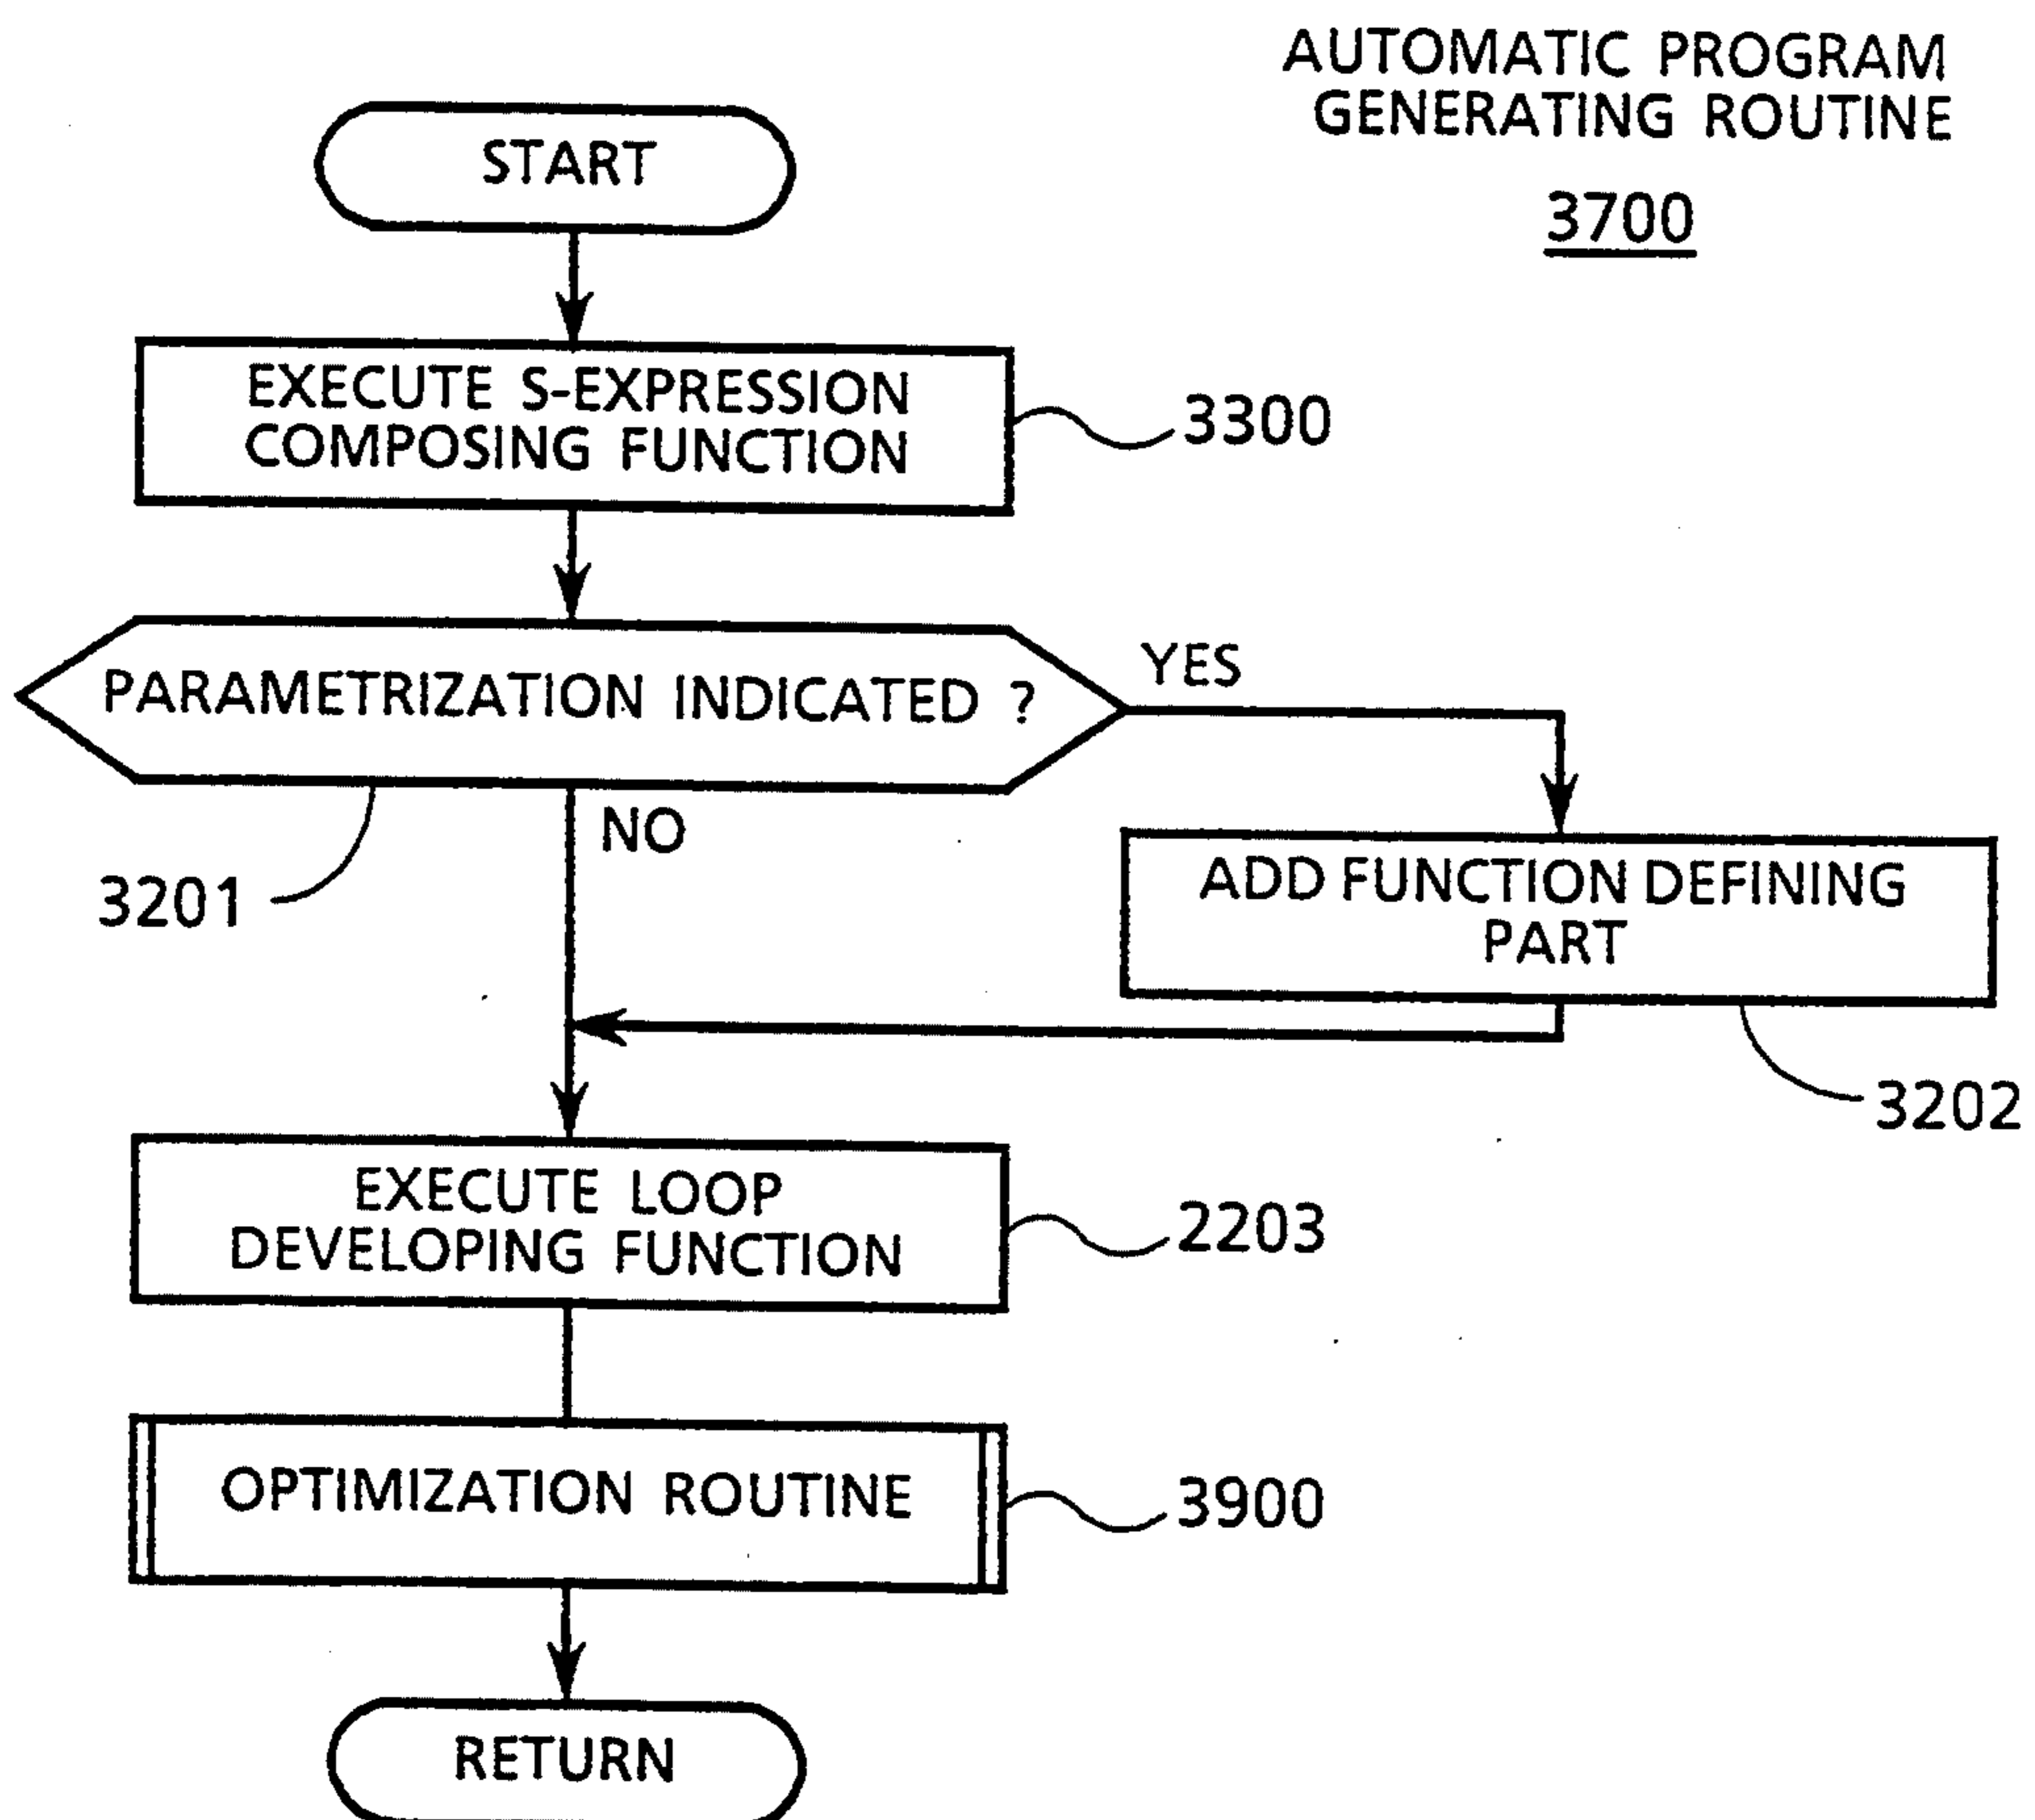 AUTOMATIC PROGRAM
GENERATING ROUTINE
3700
START
EXECUTE S-EXPRESSION
COMPOSING FUNCTION
3300
PARAMETRIZATION INDICATED ?
YES
NO
3201
ADD FUNCTION DEFINING
PART
3202
EXECUTE LOOP
DEVELOPING FUNCTION
2203
OPTIMIZATION ROUTINE
3900
RETURN